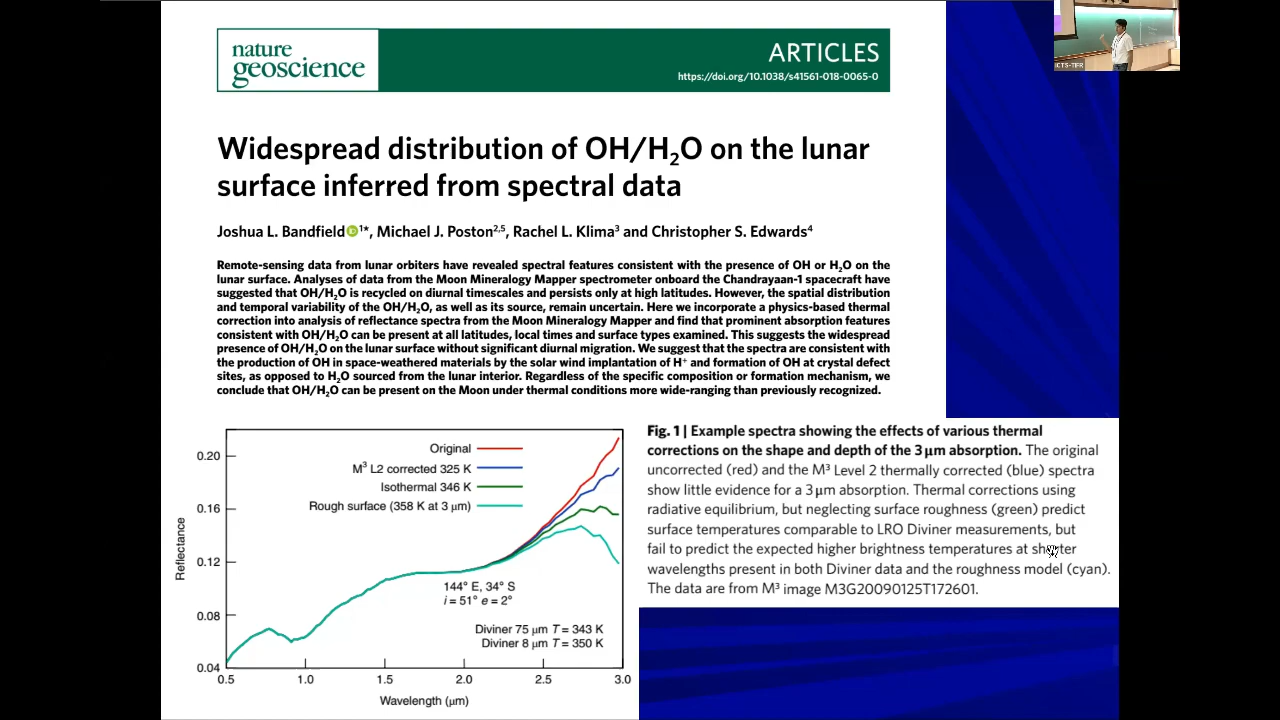 nature
geoscience
ARTICLES
https://doi.org/10.1038/s41561-018-0065-0
Widespread distribution of OH/H₂O on the lunar
surface inferred from spectral data
Joshua L. Bandfield 1*, Michael J. Poston2,5, Rachel L. Klima3 and Christopher S. Edwards4
Remote-sensing data from lunar orbiters have revealed spectral features consistent with the presence of OH or H₂O on the
lunar surface. Analyses of data from the Moon Mineralogy Mapper spectrometer onboard the Chandrayaan-1 spacecraft have
suggested that OH/H₂O is recycled on diurnal timescales and persists only at high latitudes. However, the spatial distribution
and temporal variability of the OH/H₂O, as well as its source, remain uncertain. Here we incorporate a physics-based thermal
correction into analysis of reflectance spectra from the Moon Mineralogy Mapper and find that prominent absorption features
consistent with OH/H₂O can be present at all latitudes, local times and surface types examined. This suggests the widespread
presence of OH/H₂O on the lunar surface without significant diurnal migration. We suggest that the spectra are consistent with
the production of OH in space-weathered materials by the solar wind implantation of H⁺ and formation of OH at crystal defect
sites, as opposed to H₂O sourced from the lunar interior. Regardless of the specific composition or formation mechanism, we
conclude that OH/H₂O can be present on the Moon under thermal conditions more wide-ranging than previously recognized.
Original
M³ L2 corrected 325 K
Isothermal 346 K
Rough surface (358 K at 3 μm)
0.20
0.16
0.12
0.08
0.04
Reflectance
144° E, 34° S
i = 51° e = 2°
Diviner 75 μm T = 343 K
Diviner 8 μm T = 350 K
0.5 1.0 1.5 2.0 2.5 3.0
Wavelength (μm)
Fig. 1 | Example spectra showing the effects of various thermal
corrections on the shape and depth of the 3 μm absorption. The original
uncorrected (red) and the M³ Level 2 thermally corrected (blue) spectra
show little evidence for a 3 μm absorption. Thermal corrections using
radiative equilibrium, but neglecting surface roughness (green) predict
surface temperatures comparable to LRO Diviner measurements, but
fail to predict the expected higher brightness temperatures at shorter
wavelengths present in both Diviner data and the roughness model (cyan).
The data are from M³ image M3G20090125T172601.
ICTS-TIFR